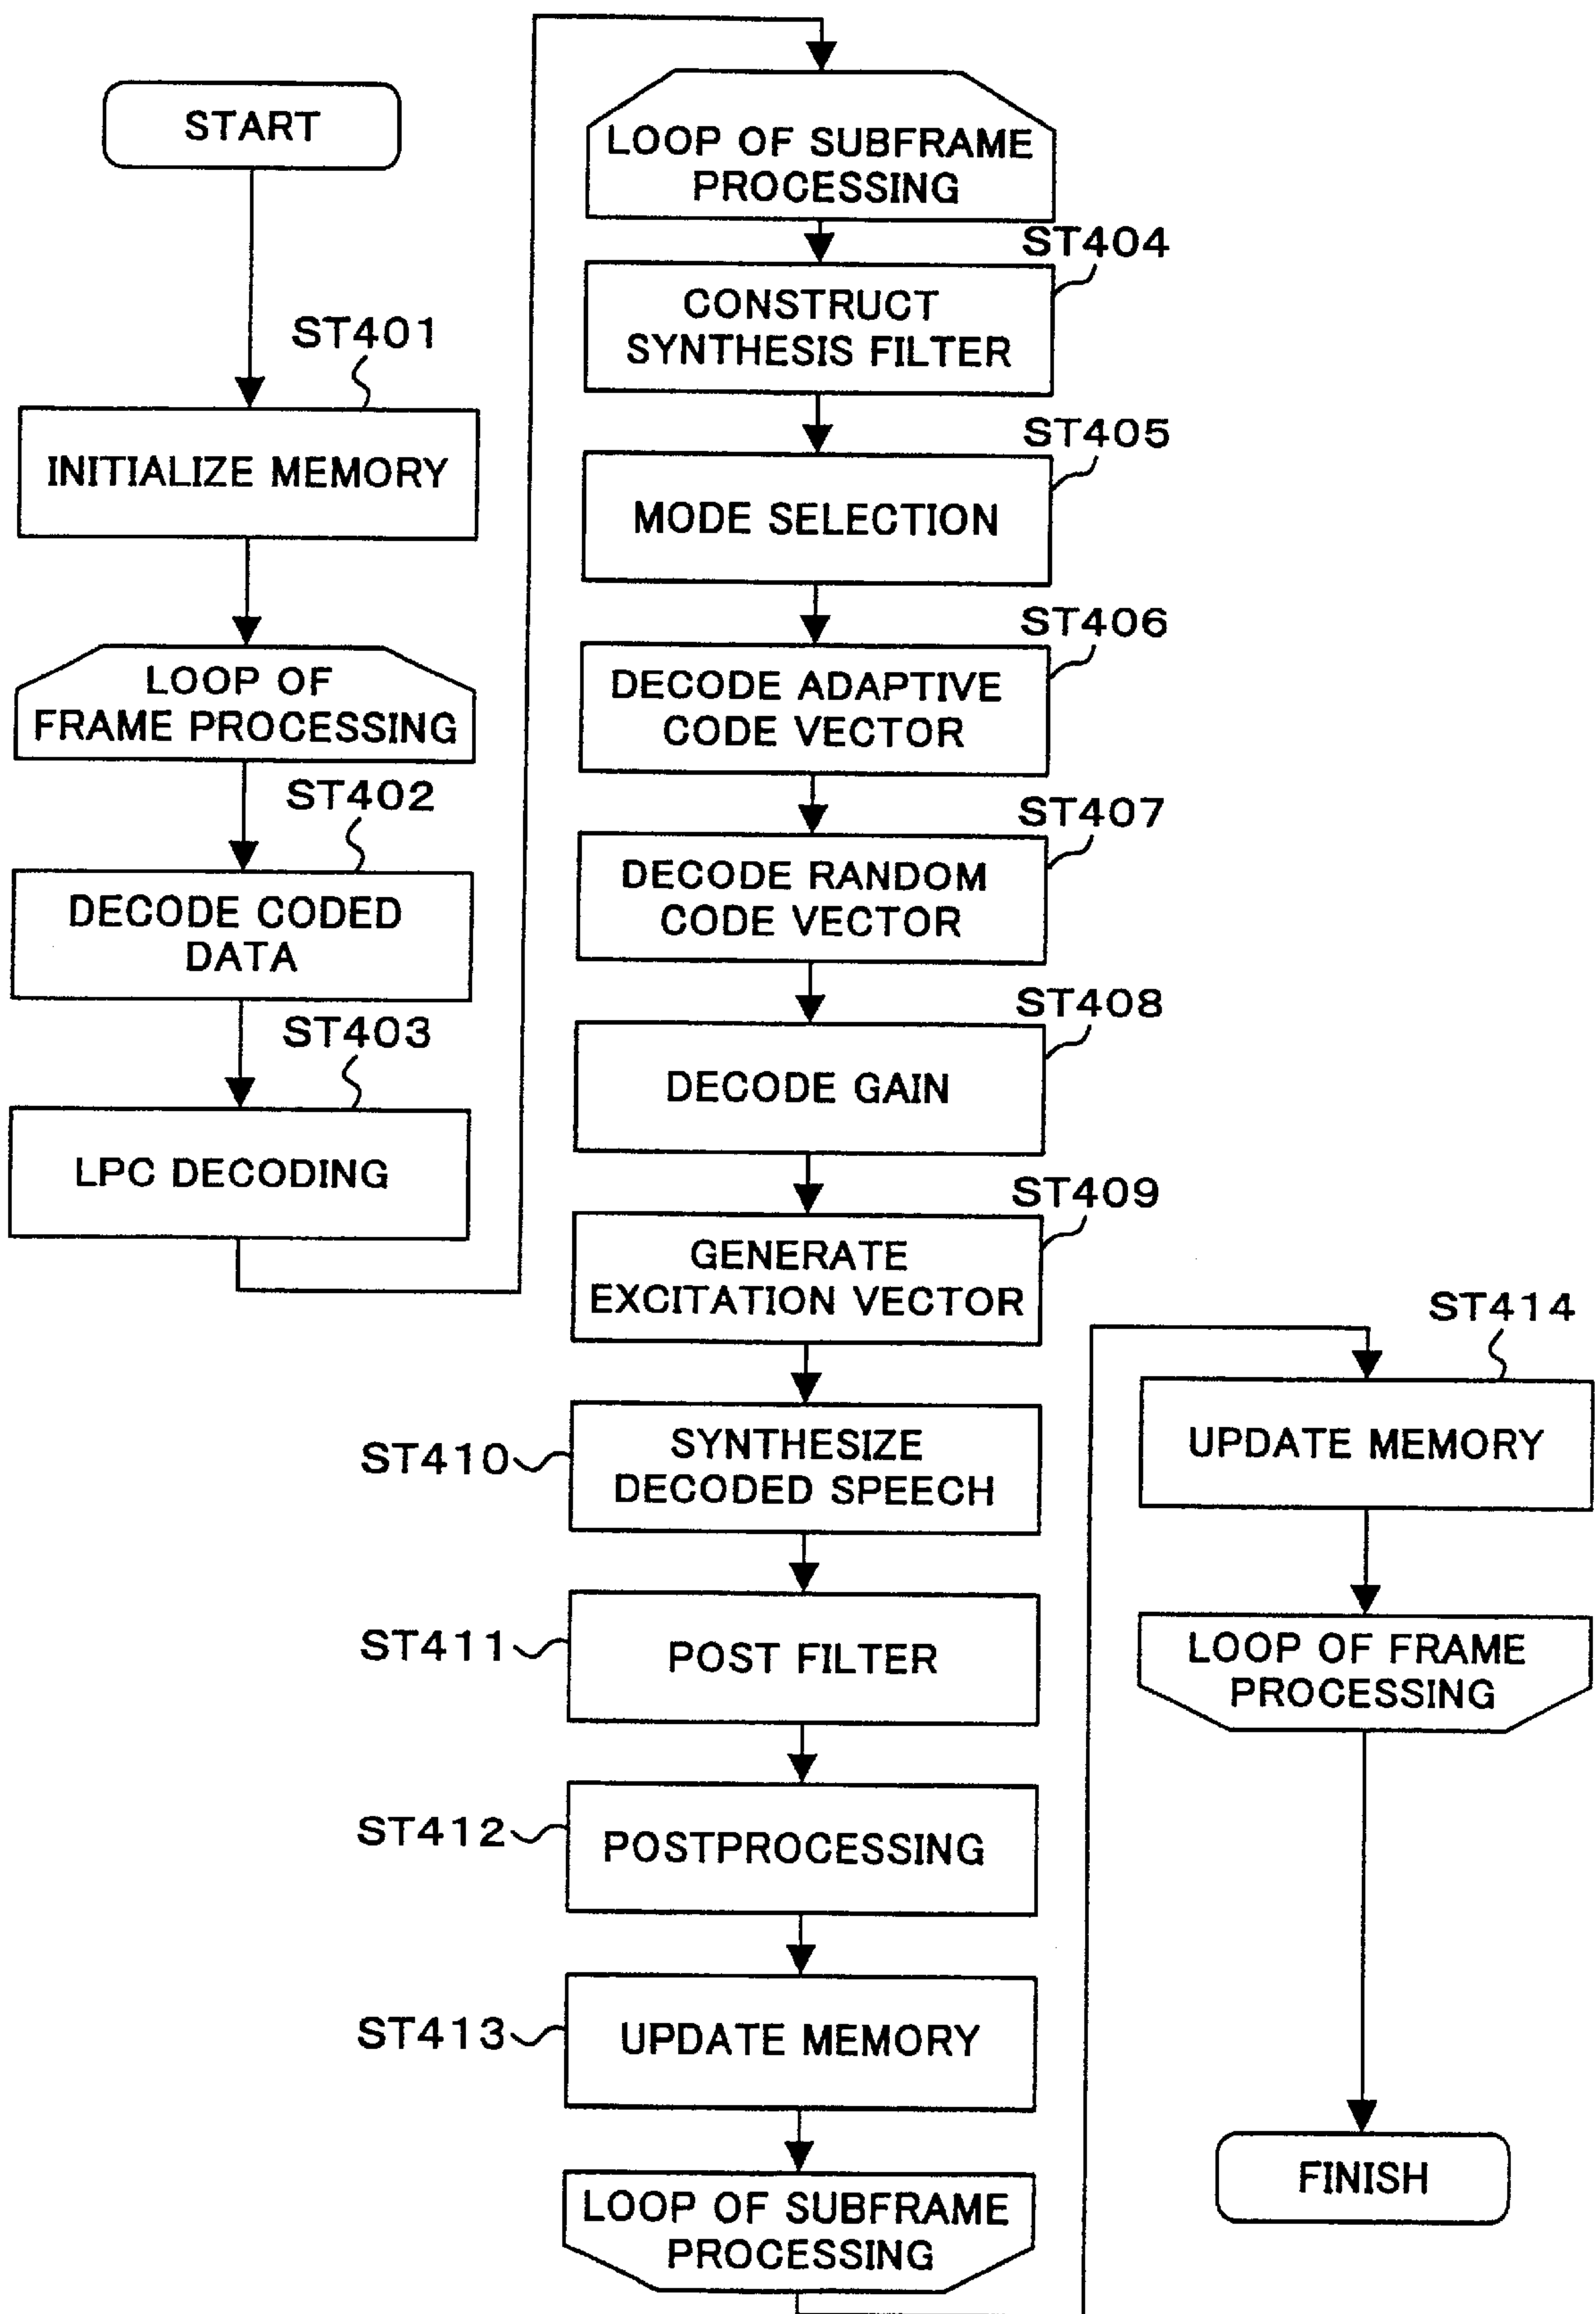 START
ST401
INITIALIZE MEMORY
LOOP OF
FRAME PROCESSING
ST402
DECODE CODED
DATA
ST403
LPC DECODING
LOOP OF SUBFRAME
PROCESSING
ST404
CONSTRUCT
SYNTHESIS FILTER
ST405
MODE SELECTION
ST406
DECODE ADAPTIVE
CODE VECTOR
ST407
DECODE RANDOM
CODE VECTOR
ST408
DECODE GAIN
ST409
GENERATE
EXCITATION VECTOR
ST410
SYNTHESIZE
DECODED SPEECH
ST411
POST FILTER
ST412
POSTPROCESSING
ST413
UPDATE MEMORY
LOOP OF SUBFRAME
PROCESSING
ST414
UPDATE MEMORY
LOOP OF FRAME
PROCESSING
FINISH